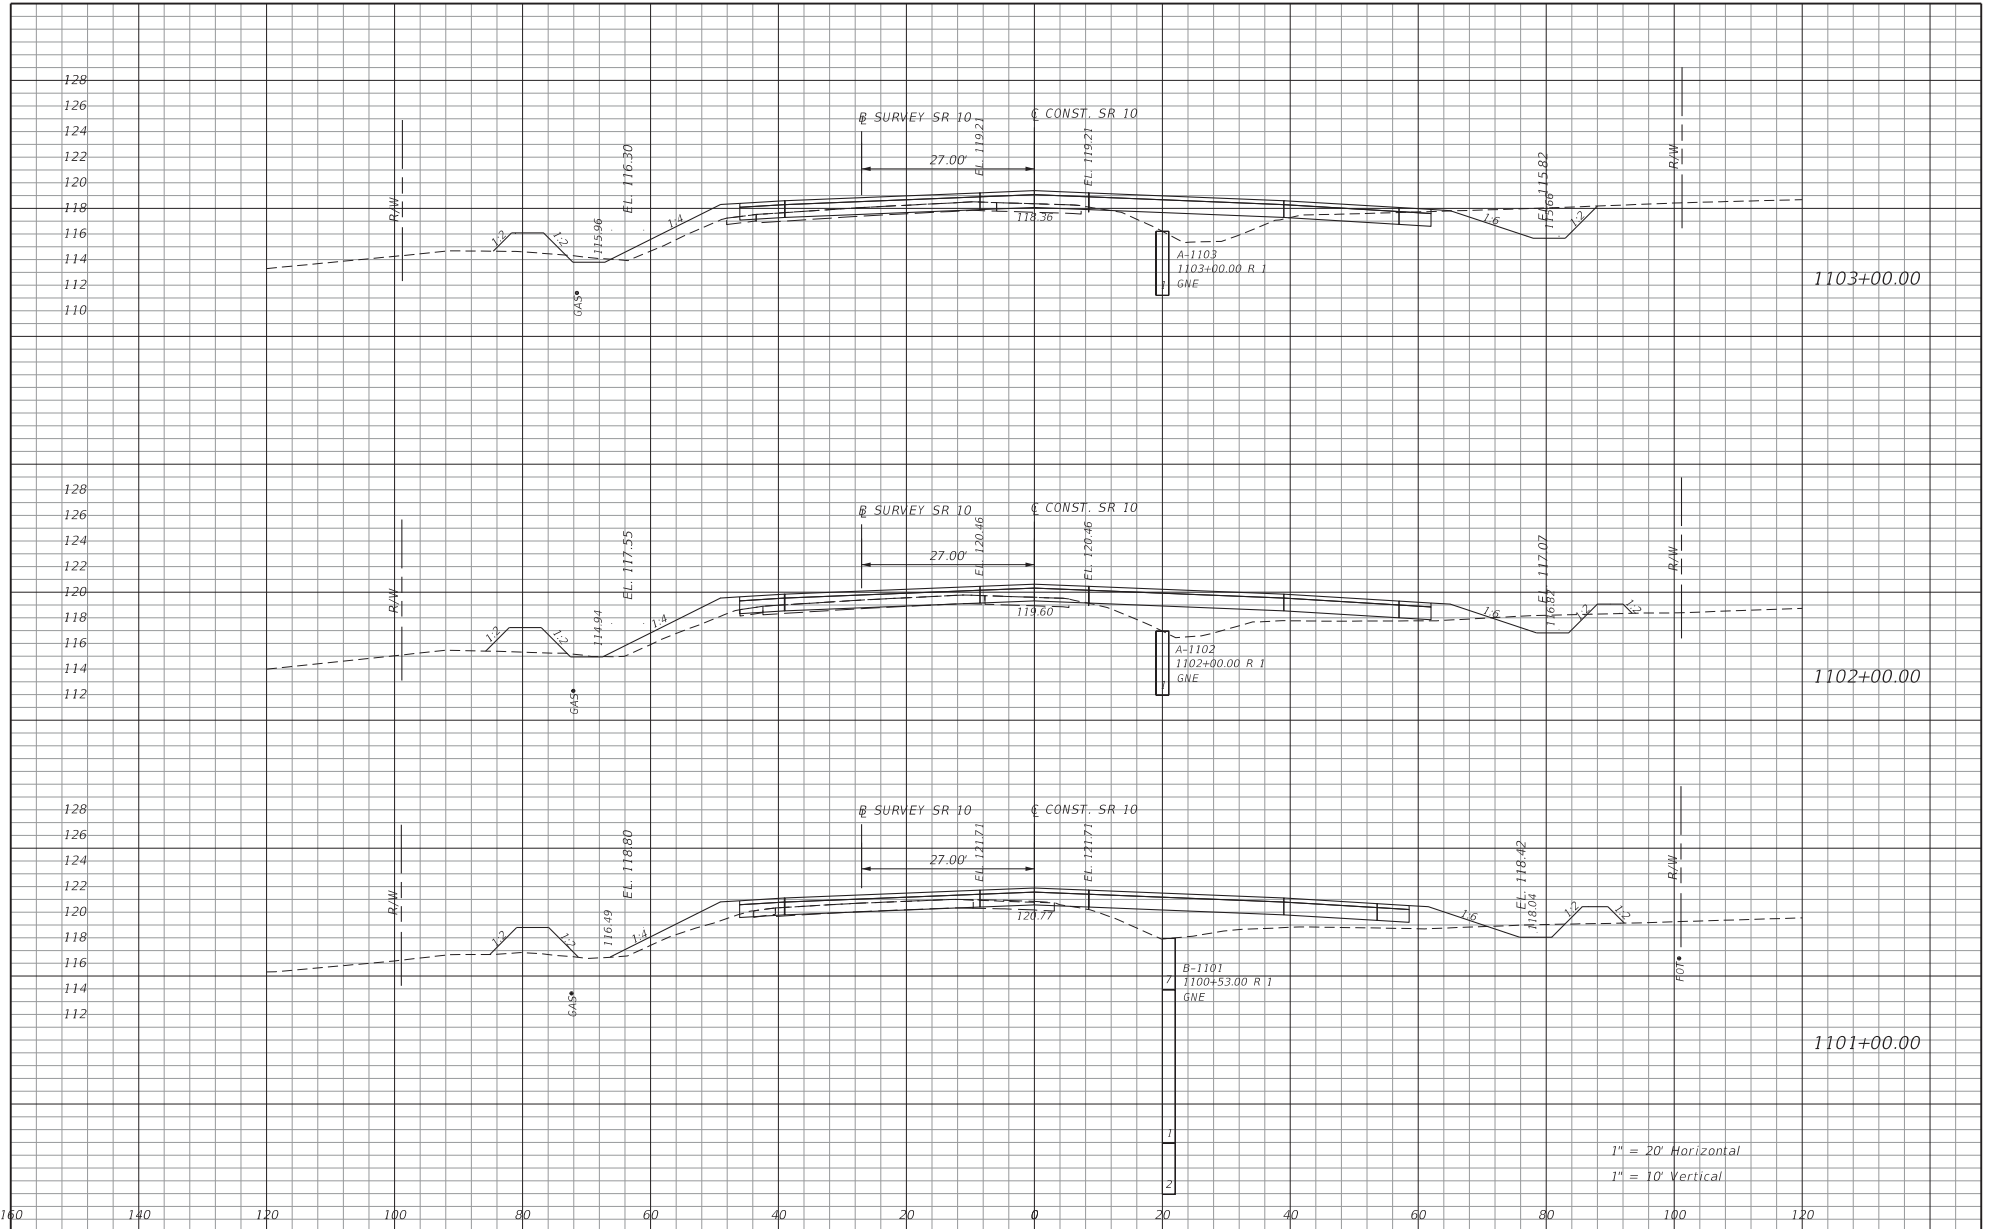 128
126
124
122
120
118
116
114
112
110
R/W
1:2
1:2
GAS
115.96
EL. 116.30
1:4
℄ SURVEY SR 10
27.00'
EL. 119.21
℄ CONST. SR 10
EL. 119.21
118.36
A-1103
1103+00.00 R 1
GNE
1
1:6
EL. 115.82
115.66
1:2
R/W
1103+00.00
128
126
124
122
120
118
116
114
112
R/W
1:2
1:2
GAS
114.94
EL. 117.55
1:4
℄ SURVEY SR 10
27.00'
EL. 120.46
℄ CONST. SR 10
EL. 120.46
119.60
A-1102
1102+00.00 R 1
GNE
1
1:6
EL. 117.07
116.82
1:2
1:2
R/W
1102+00.00
128
126
124
122
120
118
116
114
112
R/W
1:2
1:2
GAS
116.49
EL. 118.80
1:4
℄ SURVEY SR 10
27.00'
EL. 121.71
℄ CONST. SR 10
EL. 121.71
120.77
B-1101
1100+53.00 R 1
GNE
7
1
2
1:6
EL. 118.42
118.04
1:2
1:2
R/W
FOT
1101+00.00
1" = 20' Horizontal
1" = 10' Vertical
160 140 120 100 80 60 40 20 0 20 40 60 80 100 120